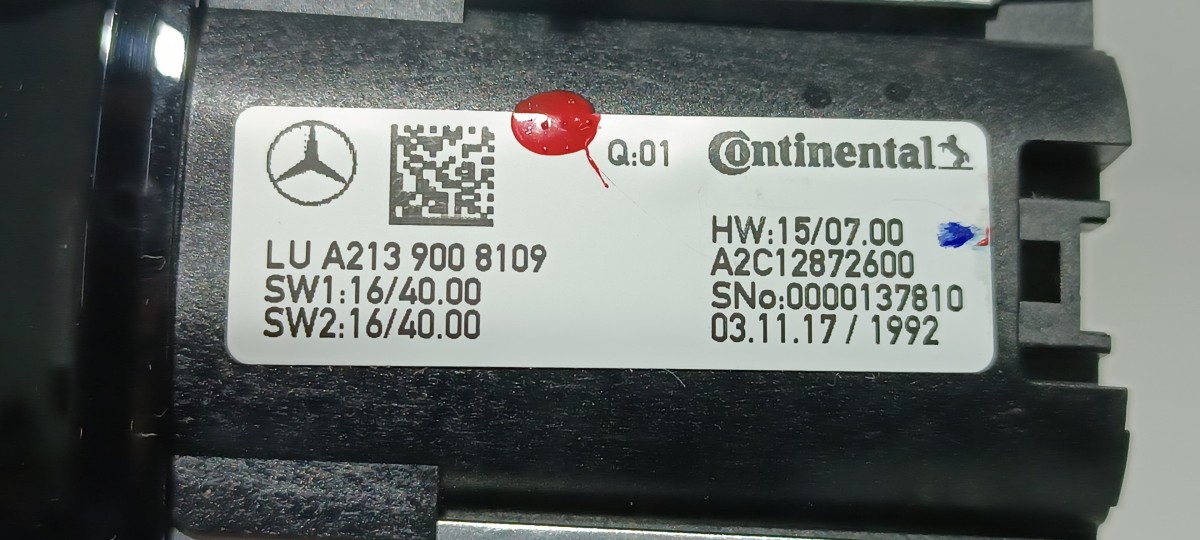 Q:01
Continental
LU A213 900 8109
SW1:16/40.00
SW2:16/40.00
HW:15/07.00
A2C12872600
SNo:0000137810
03.11.17 / 1992